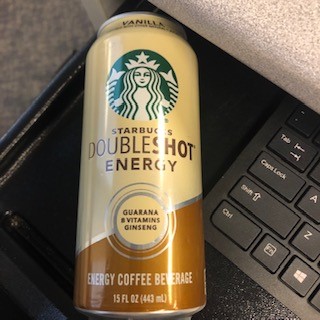 VANILLA
STARBUCKS
DOUBLESHOT
ENERGY
GUARANA
B VITAMINS
GINSENG
ENERGY COFFEE BEVERAGE
15 FL OZ (443 mL)
Tab
Caps Lock
Shift
Ctrl
Fn
A
Z